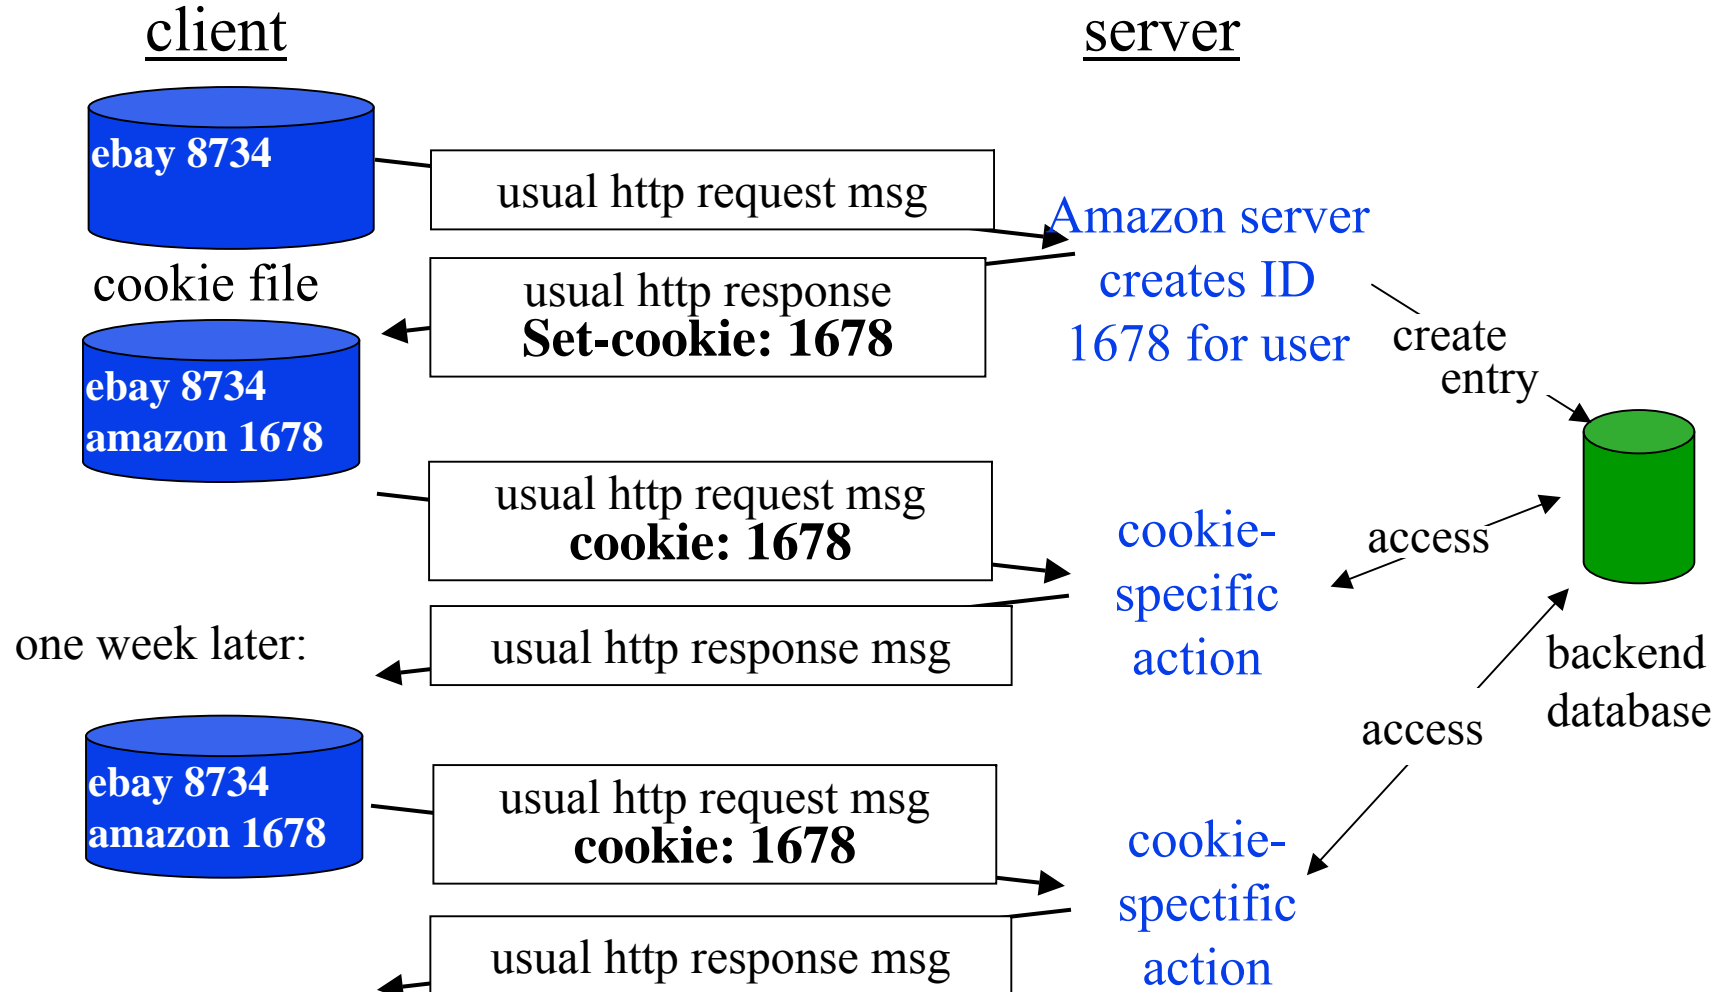 client
server
ebay 8734
usual http request msg
Amazon server
creates ID
1678 for user
cookie file
usual http response
Set-cookie: 1678
create
entry
ebay 8734
amazon 1678
usual http request msg
cookie: 1678
cookie-
specific
action
access
usual http response msg
one week later:
backend
database
access
ebay 8734
amazon 1678
usual http request msg
cookie: 1678
cookie-
spectific
action
usual http response msg